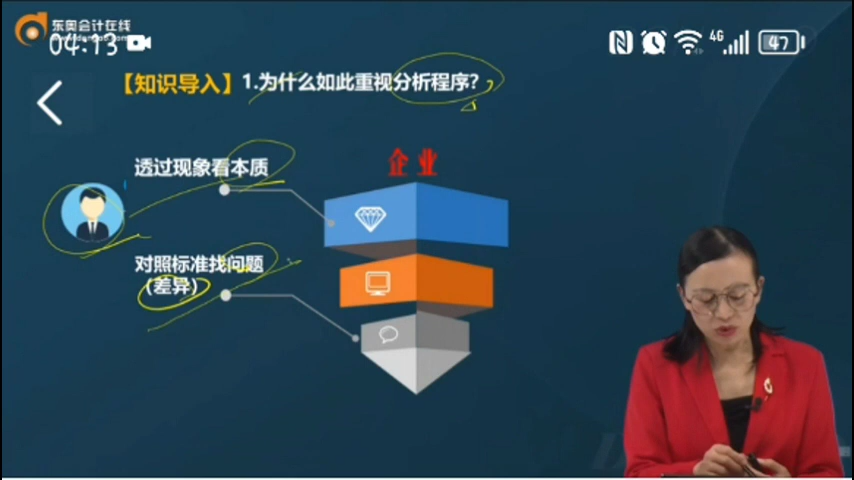 东奥会计在线
04:13
4G
47
【知识导入】1.为什么如此重视分析程序?
企业
透过现象看本质
对照标准找问题
(差异)